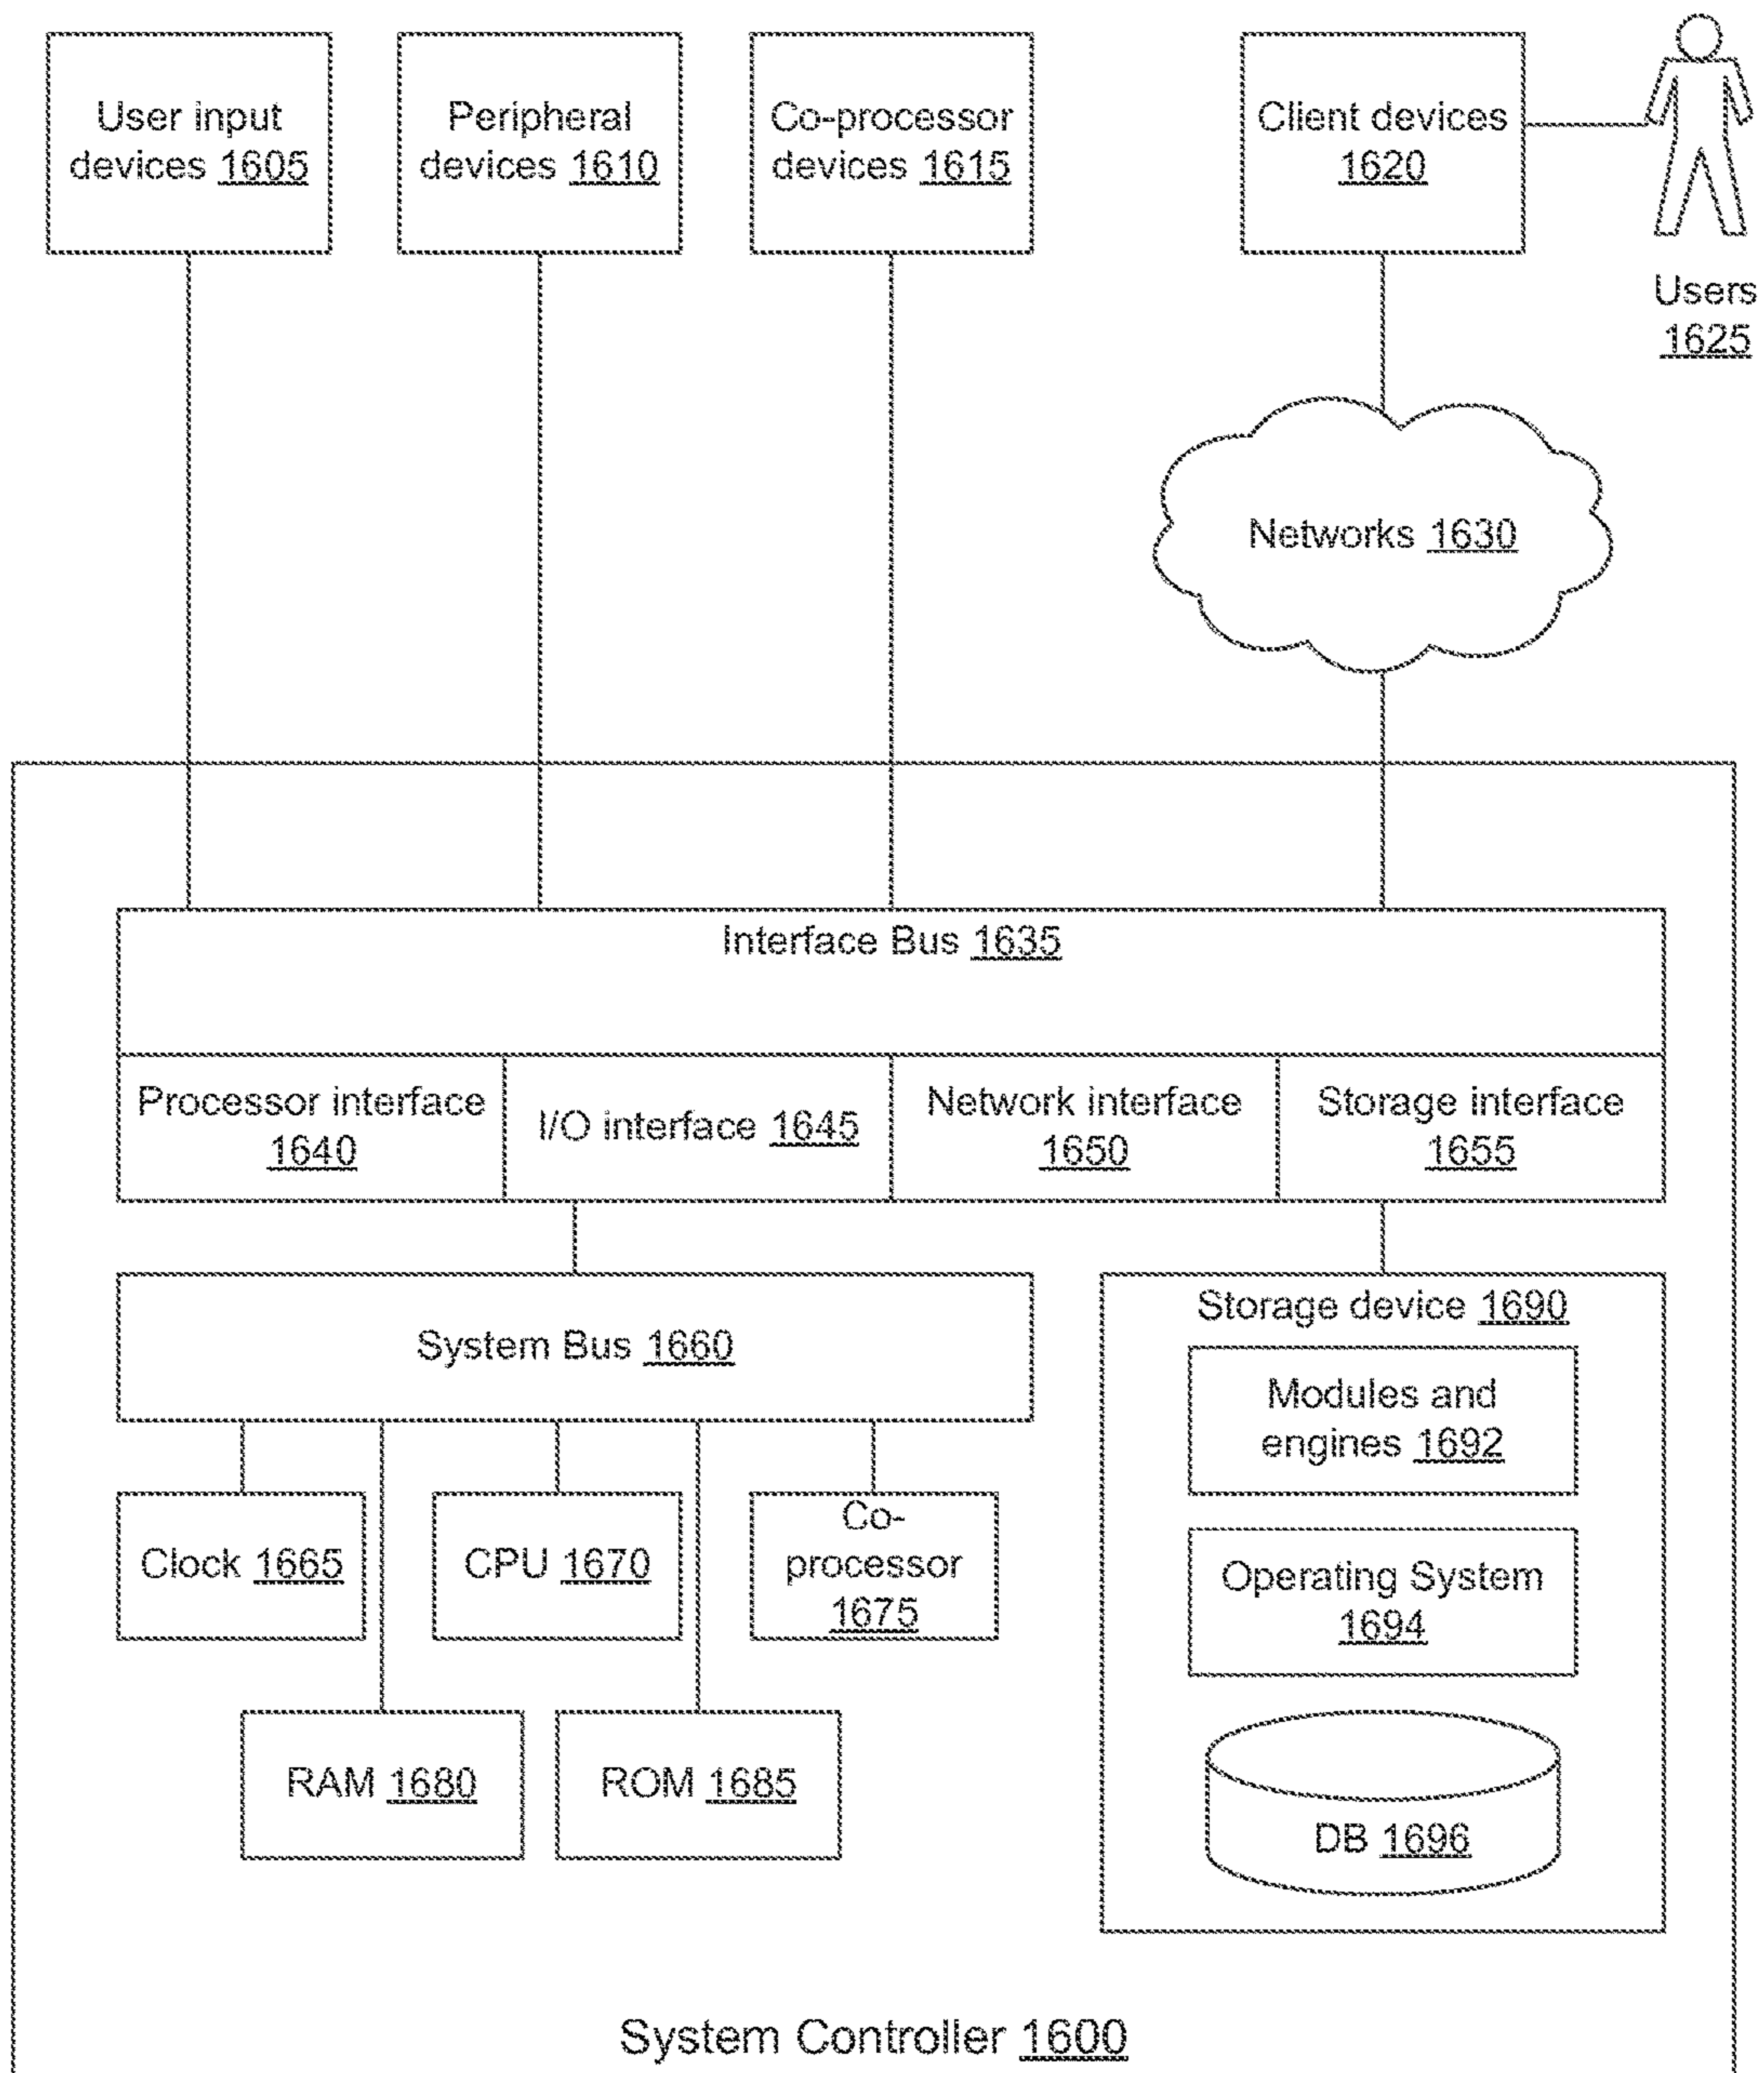 User input
devices 1605
Peripheral
devices 1610
Co-processor
devices 1615
Client devices
1620
Users
1625
Networks 1630
Interface Bus 1635
Processor interface
1640
I/O interface 1645
Network interface
1650
Storage interface
1655
System Bus 1660
Storage device 1690
Modules and
engines 1692
Clock 1665
CPU 1670
Co-
processor
1675
Operating System
1694
RAM 1680
ROM 1685
DB 1696
System Controller 1600